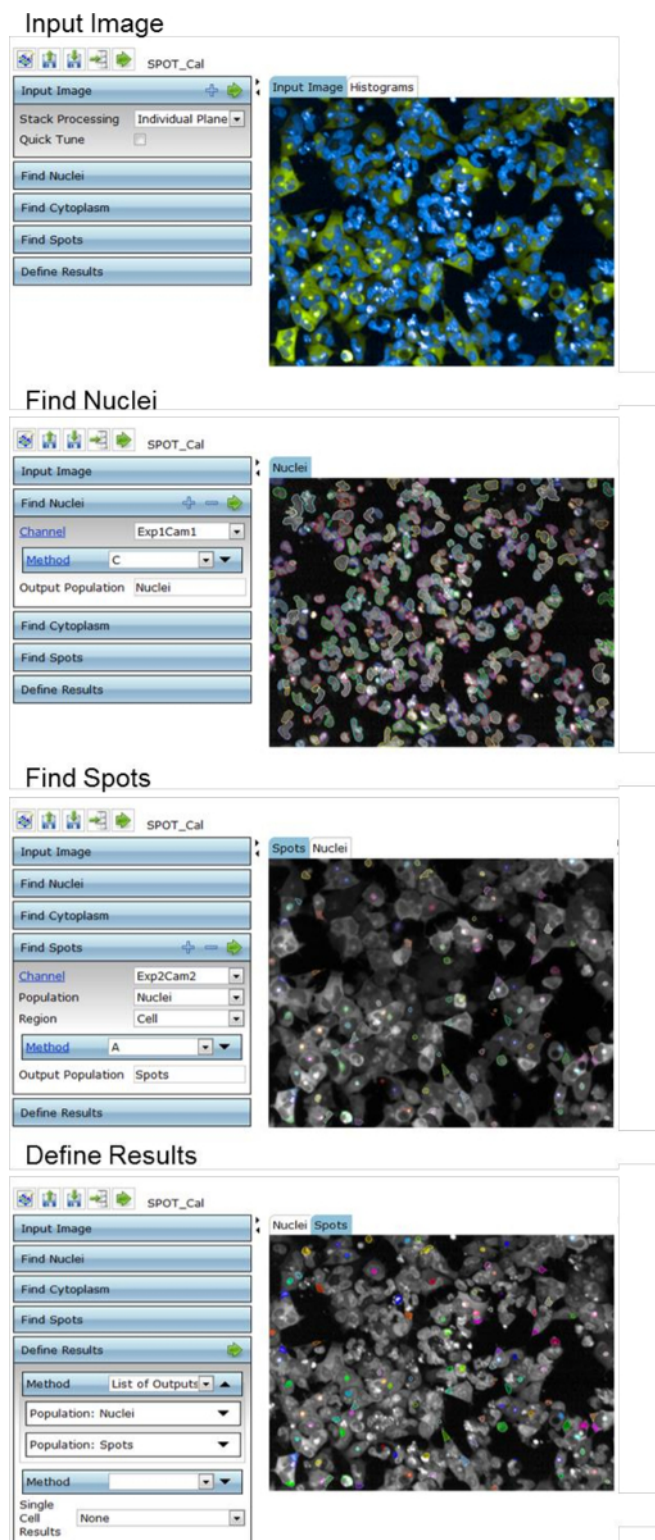 Input Image
SPOT_Cal
Input Image
Stack Processing Individual Plane
Quick Tune
Find Nuclei
Find Cytoplasm
Find Spots
Define Results
Input Image Histograms
Find Nuclei
SPOT_Cal
Input Image
Find Nuclei
Channel Exp1Cam1
Method C
Output Population Nuclei
Find Cytoplasm
Find Spots
Define Results
Nuclei
Find Spots
SPOT_Cal
Input Image
Find Nuclei
Find Cytoplasm
Find Spots
Channel Exp2Cam2
Population Nuclei
Region Cell
Method A
Output Population Spots
Define Results
Spots Nuclei
Define Results
SPOT_Cal
Input Image
Find Nuclei
Find Cytoplasm
Find Spots
Define Results
Method List of Outputs
Population: Nuclei
Population: Spots
Method
Single
Cell None
Results
Nuclei Spots